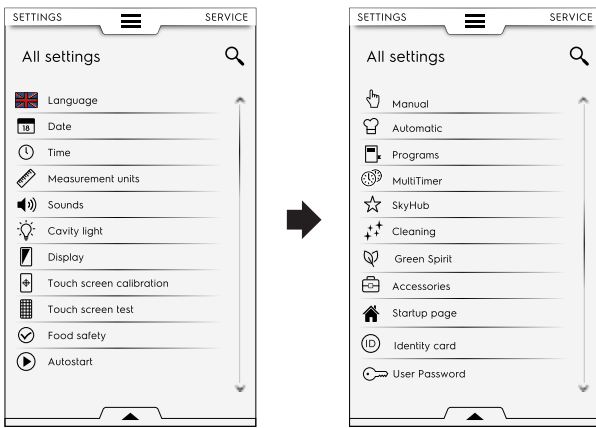 SETTINGS SERVICE
All settings
Language
18 Date
Time
Measurement units
Sounds
Cavity light
Display
Touch screen calibration
Touch screen test
Food safety
Autostart
SETTINGS SERVICE
All settings
Manual
Automatic
Programs
MultiTimer
SkyHub
Cleaning
Green Spirit
Accessories
Startup page
ID Identity card
User Password